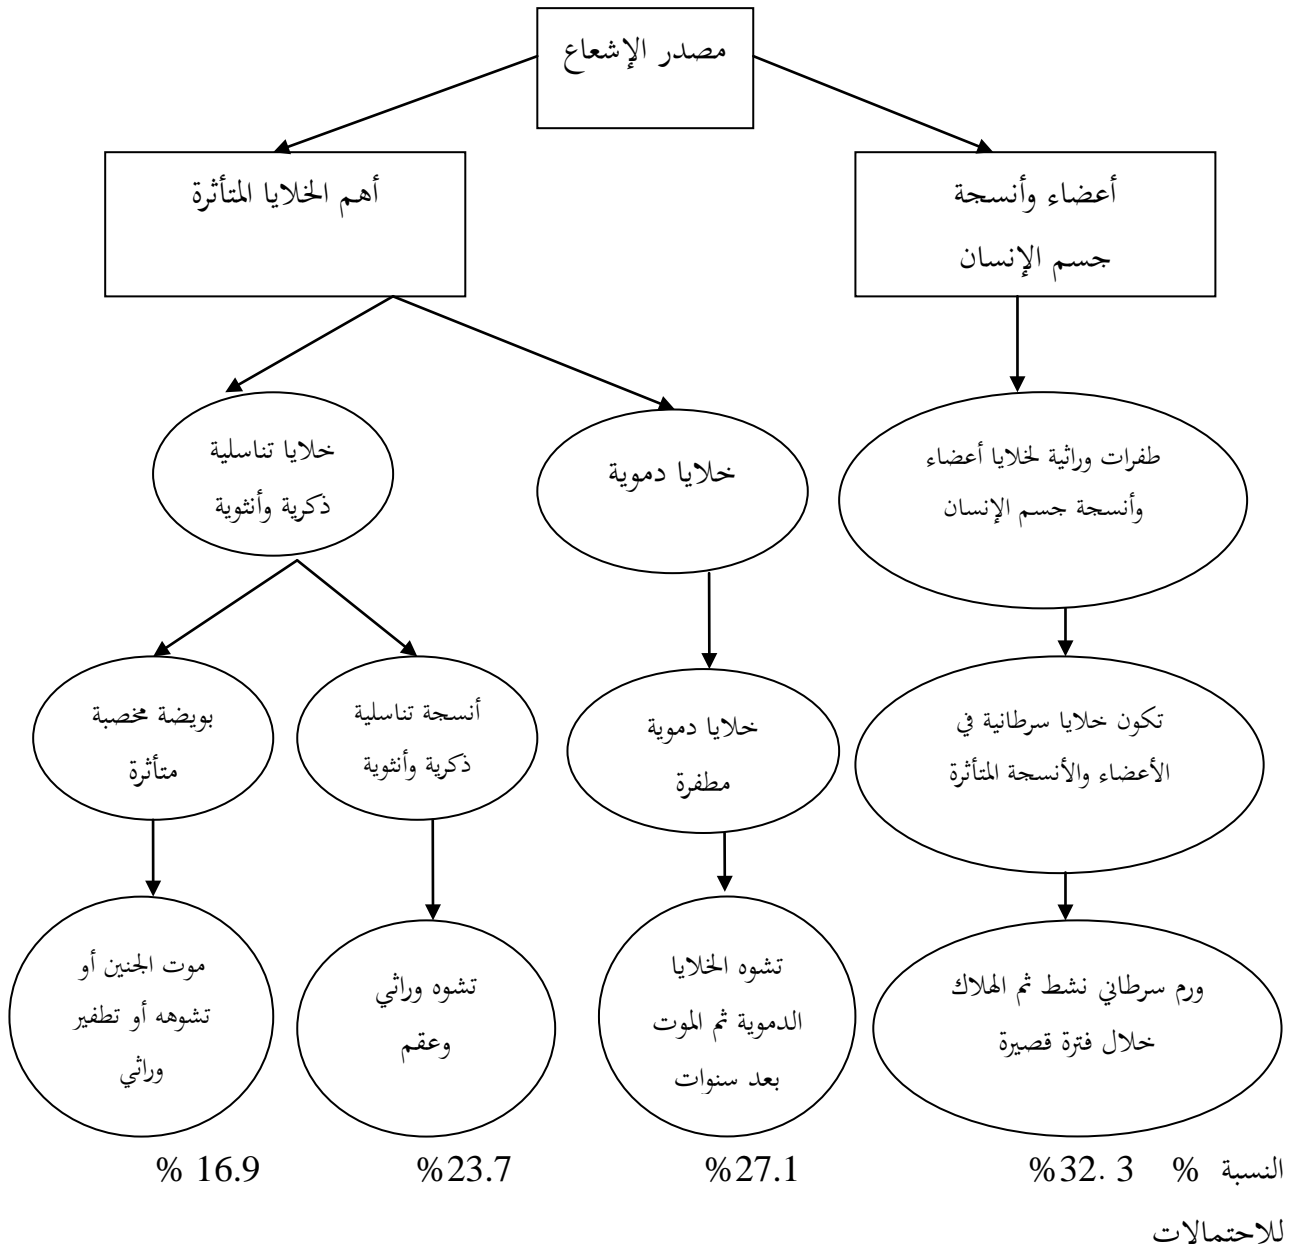 مصدر الإشعاع
أعضاء وأنسجة
جسم الإنسان
أهم الخلايا المتأثرة
طفرات وراثية لخلايا أعضاء
وأنسجة جسم الإنسان
خلايا دموية
خلايا تناسلية
ذكرية وأنثوية
تكون خلايا سرطانية في
الأعضاء والأنسجة المتأثرة
خلايا دموية
مطفرة
أنسجة تناسلية
ذكرية وأنثوية
بويضة مخصبة
متأثرة
ورم سرطاني نشط ثم الهلاك
خلال فترة قصيرة
تشوه الخلايا
الدموية ثم الموت
بعد سنوات
تشوه وراثي
وعقم
موت الجنين أو
تشوهه أو تطفير
وراثي
النسبة % %32. 3 %27.1 %23.7 % 16.9
للاحتمالات